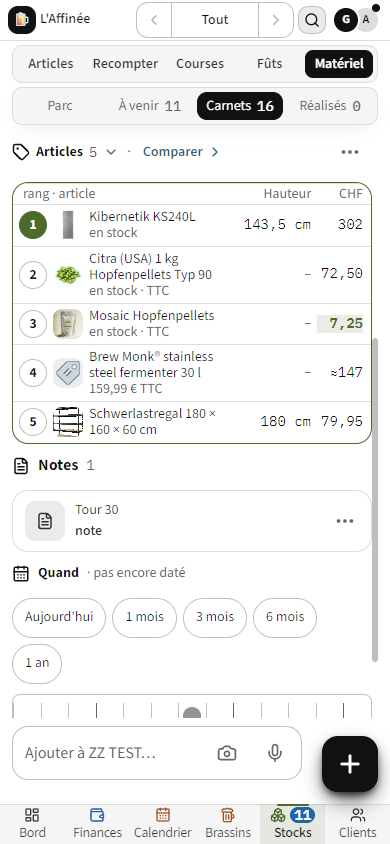 L'Affinée
Tout
G
A
Articles Recompter Courses Fûts Matériel
Parc À venir 11 Carnets 16 Réalisés 0
Articles 5 · Comparer
rang · article Hauteur CHF
1 Kibernetik KS240L
en stock 143,5 cm 302
2 Citra (USA) 1 kg
Hopfenpellets Typ 90
en stock · TTC – 72,50
3 Mosaic Hopfenpellets
en stock · TTC – 7,25
4 Brew Monk® stainless
steel fermenter 30 l
159,99 € TTC – ≈147
5 Schwerlastregal 180 ×
160 × 60 cm 180 cm 79,95
Notes 1
Tour 30
note
Quand · pas encore daté
Aujourd'hui 1 mois 3 mois 6 mois
1 an
Ajouter à ZZ TEST…
11
Bord Finances Calendrier Brassins Stocks Clients